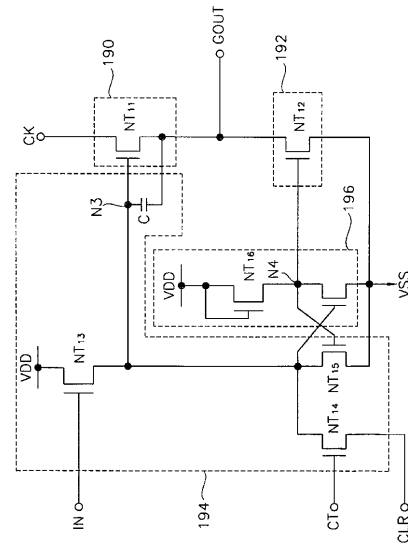 CK
190
NT11
N3
C
GOUT
VDD
NT13
192
NT12
VDD
NT16
N4
196
VSS
NT15
NT14
IN
CT
CLR
194